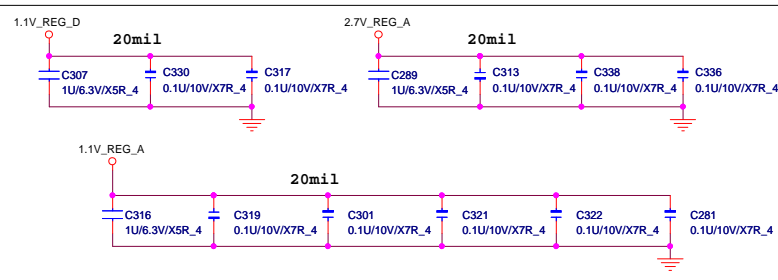 1.1V_REG_D
20mil
C307
1U/6.3V/X5R_4
C330
0.1U/10V/X7R_4
C317
0.1U/10V/X7R_4
2.7V_REG_A
20mil
C289
1U/6.3V/X5R_4
C313
0.1U/10V/X7R_4
C338
0.1U/10V/X7R_4
C336
0.1U/10V/X7R_4
1.1V_REG_A
20mil
C316
1U/6.3V/X5R_4
C319
0.1U/10V/X7R_4
C301
0.1U/10V/X7R_4
C321
0.1U/10V/X7R_4
C322
0.1U/10V/X7R_4
C281
0.1U/10V/X7R_4